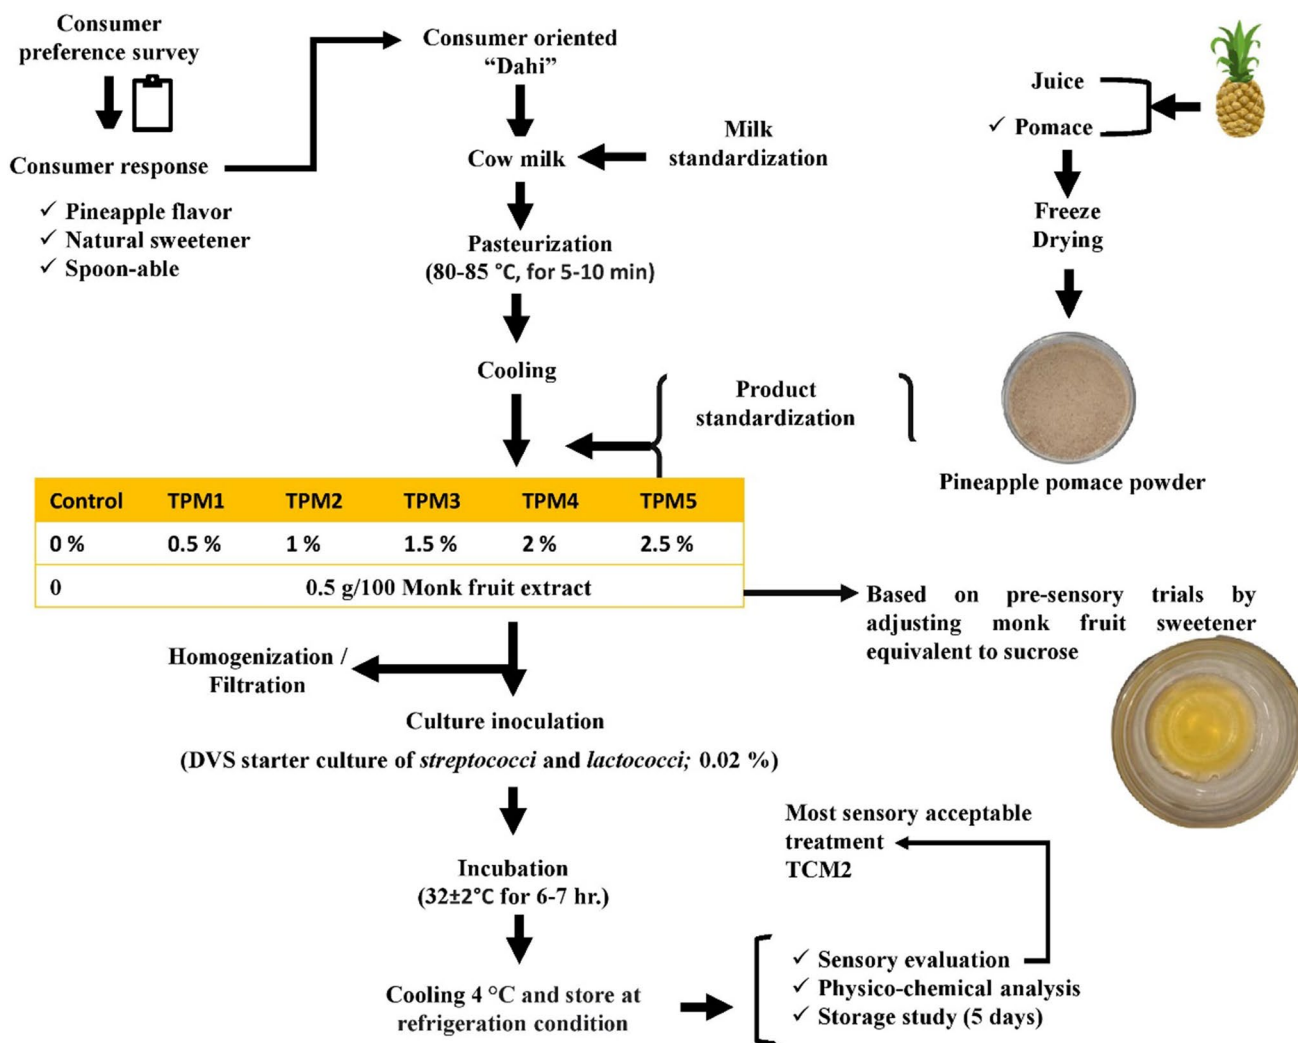 Consumer
preference survey
Consumer response
✓ Pineapple flavor
✓ Natural sweetener
✓ Spoon-able
Consumer oriented
“Dahi”
Cow milk
Milk
standardization
Pasteurization
(80-85 °C, for 5-10 min)
Cooling
Product
standardization
Juice
✓ Pomace
Freeze
Drying
Pineapple pomace powder
Control TPM1 TPM2 TPM3 TPM4 TPM5
0 % 0.5 % 1 % 1.5 % 2 % 2.5 %
0 0.5 g/100 Monk fruit extract
Based on pre-sensory trials by
adjusting monk fruit sweetener
equivalent to sucrose
Homogenization /
Filtration
Culture inoculation
(DVS starter culture of streptococci and lactococci; 0.02 %)
Incubation
(32±2°C for 6-7 hr.)
Cooling 4 °C and store at
refrigeration condition
Most sensory acceptable
treatment
TCM2
✓ Sensory evaluation
✓ Physico-chemical analysis
✓ Storage study (5 days)